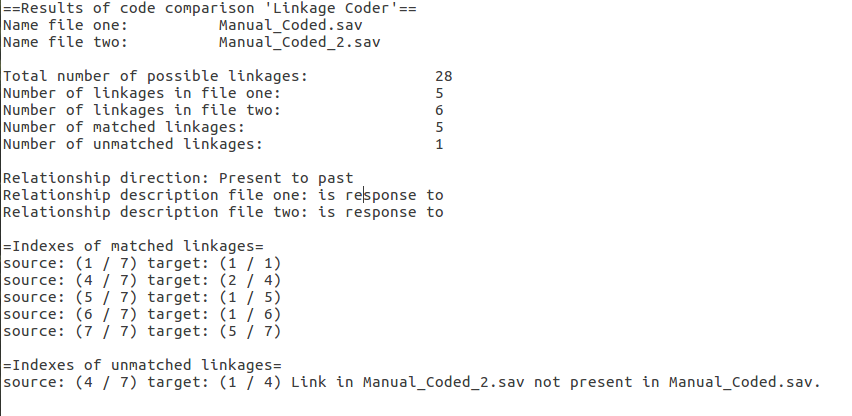 ==Results of code comparison 'Linkage Coder'==
Name file one: Manual_Coded.sav
Name file two: Manual_Coded_2.sav
Total number of possible linkages: 28
Number of linkages in file one: 5
Number of linkages in file two: 6
Number of matched linkages: 5
Number of unmatched linkages: 1
Relationship direction: Present to past
Relationship description file one: is response to
Relationship description file two: is response to
=Indexes of matched linkages=
source: (1 / 7) target: (1 / 1)
source: (4 / 7) target: (2 / 4)
source: (5 / 7) target: (1 / 5)
source: (6 / 7) target: (1 / 6)
source: (7 / 7) target: (5 / 7)
=Indexes of unmatched linkages=
source: (4 / 7) target: (1 / 4) Link in Manual_Coded_2.sav not present in Manual_Coded.sav.